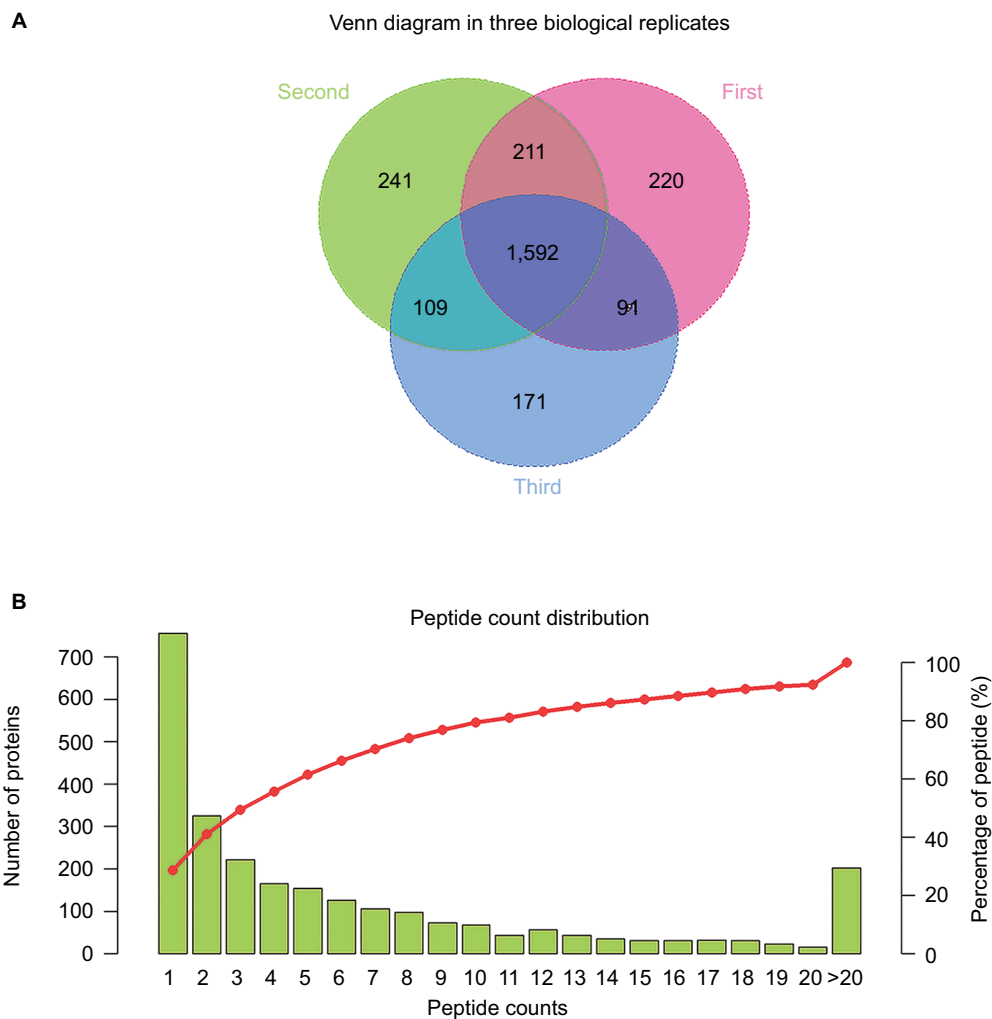 A
Venn diagram in three biological replicates
Second
First
211
241
220
1,592
109
91
171
Third
B
Peptide count distribution
Number of proteins
700
600
500
400
300
200
100
0
100
80
60
40
20
0
Percentage of peptide (%)
1 2 3 4 5 6 7 8 9 10 11 12 13 14 15 16 17 18 19 20 >20
Peptide counts